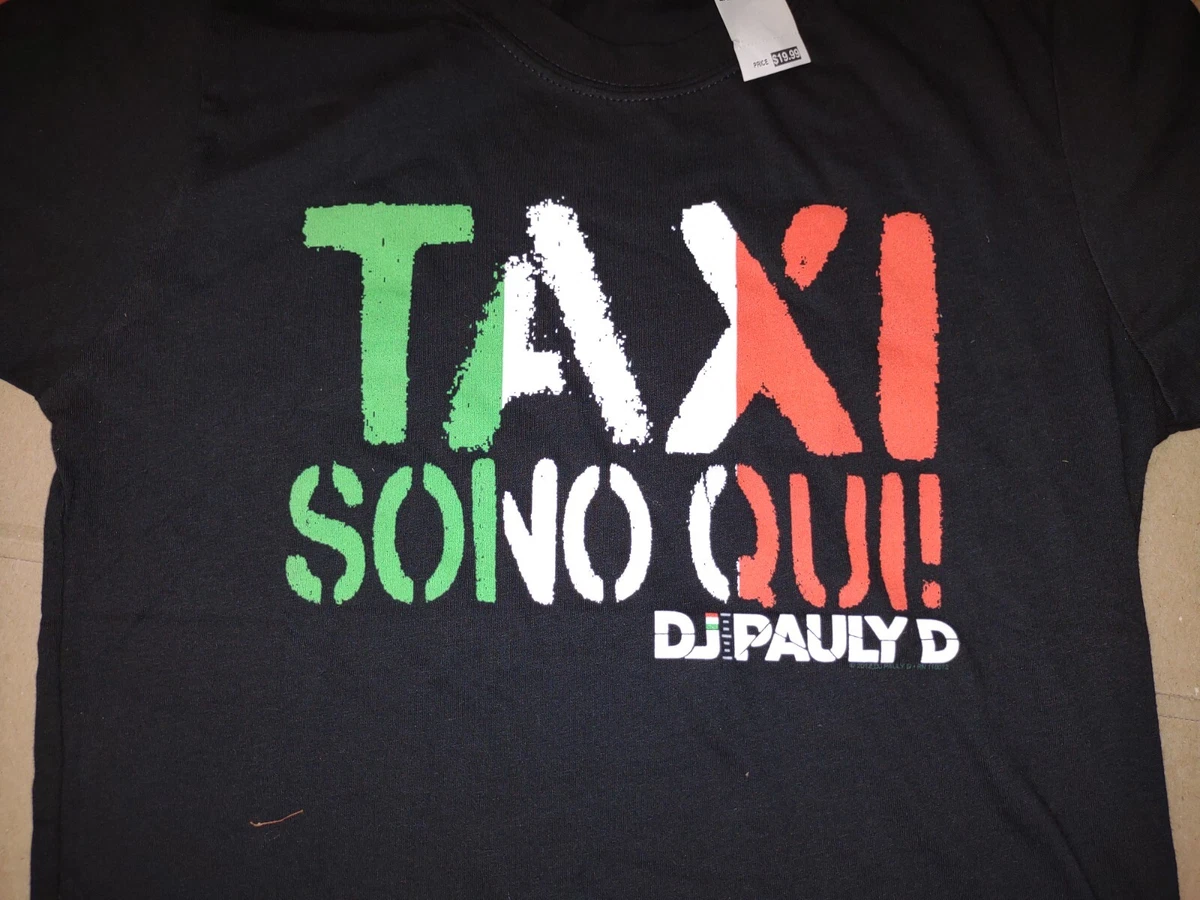 PRICE $19.99
TAXI
SONO QUI!
DJ PAULY D